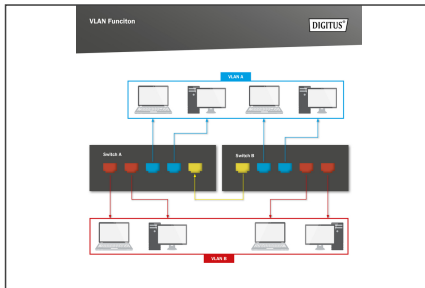 VLAN Funciton
DIGITUS®
VLAN A
Switch A
Switch B
VLAN B